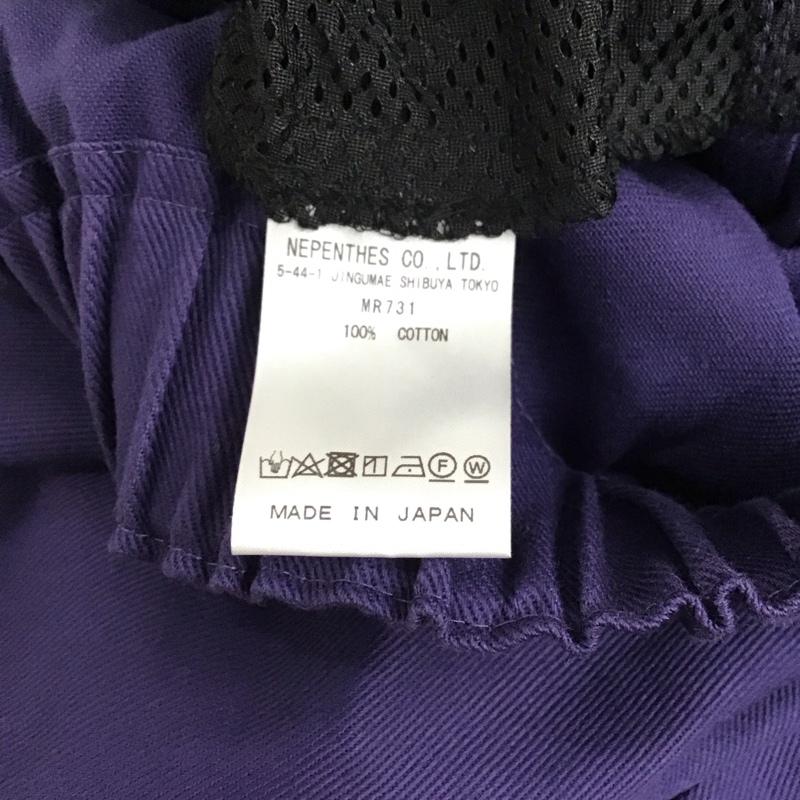 NEPENTHES CO.,LTD.
5-44-1 JINGUMAE SHIBUYA TOKYO
MR731
100% COTTON
F W
MADE IN JAPAN